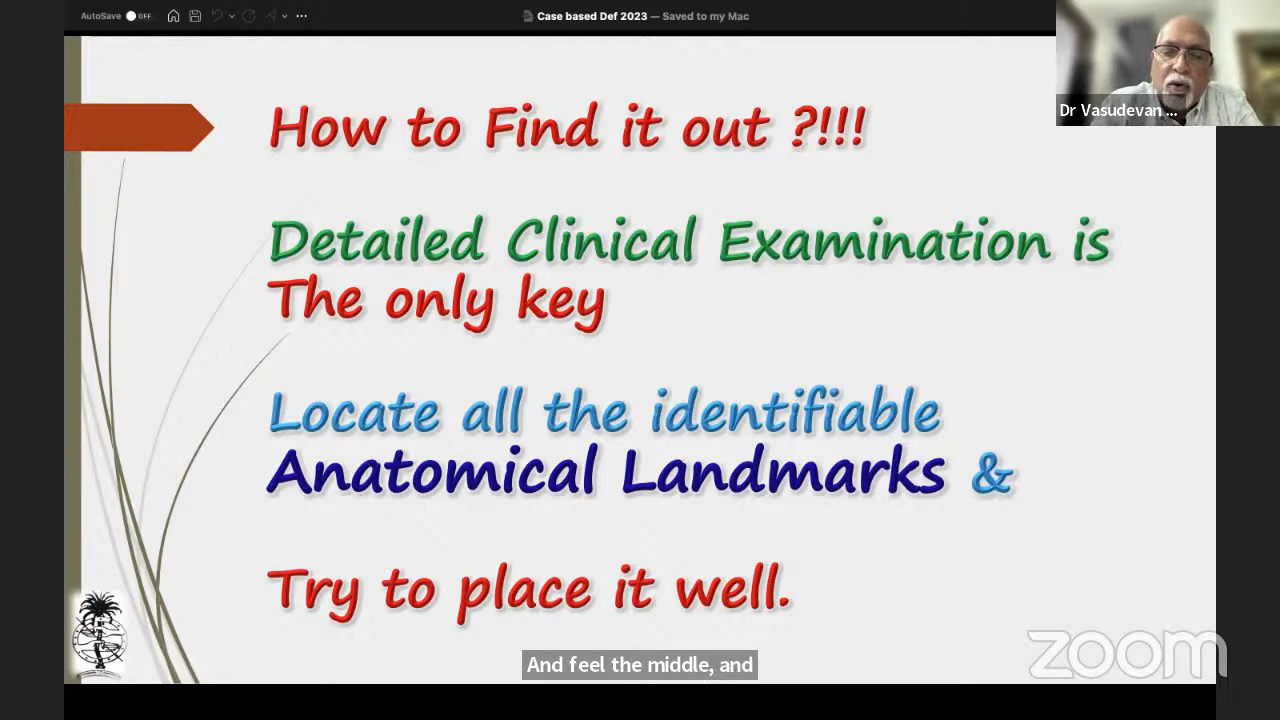 AutoSave OFF
Case based Def 2023 — Saved to my Mac
Dr Vasudevan ...
How to Find it out ?!!!
Detailed Clinical Examination is
The only key
Locate all the identifiable
Anatomical Landmarks &
Try to place it well.
And feel the middle, and
zoom